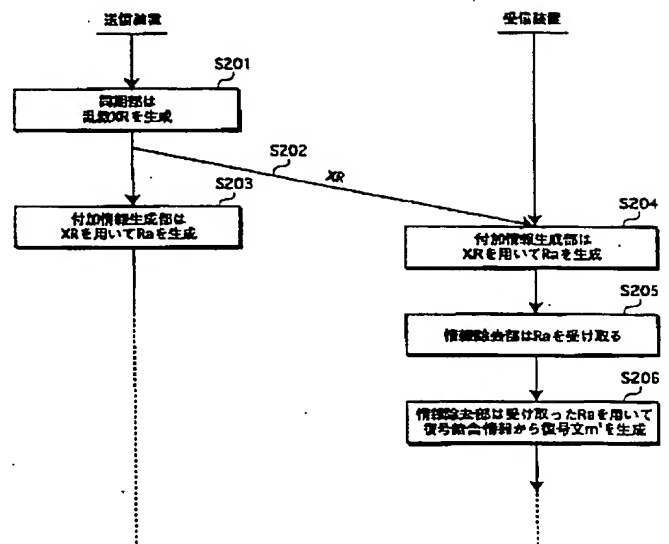 送信装置
受信装置
S201
同期部は
乱数XRを生成
S202
XR
S203
付加情報生成部は
XRを用いてRaを生成
S204
付加情報生成部は
XRを用いてRaを生成
S205
情報除去部はRaを受け取る
S206
情報除去部は受け取ったRaを用いて
復号結合情報から復号文m'を生成